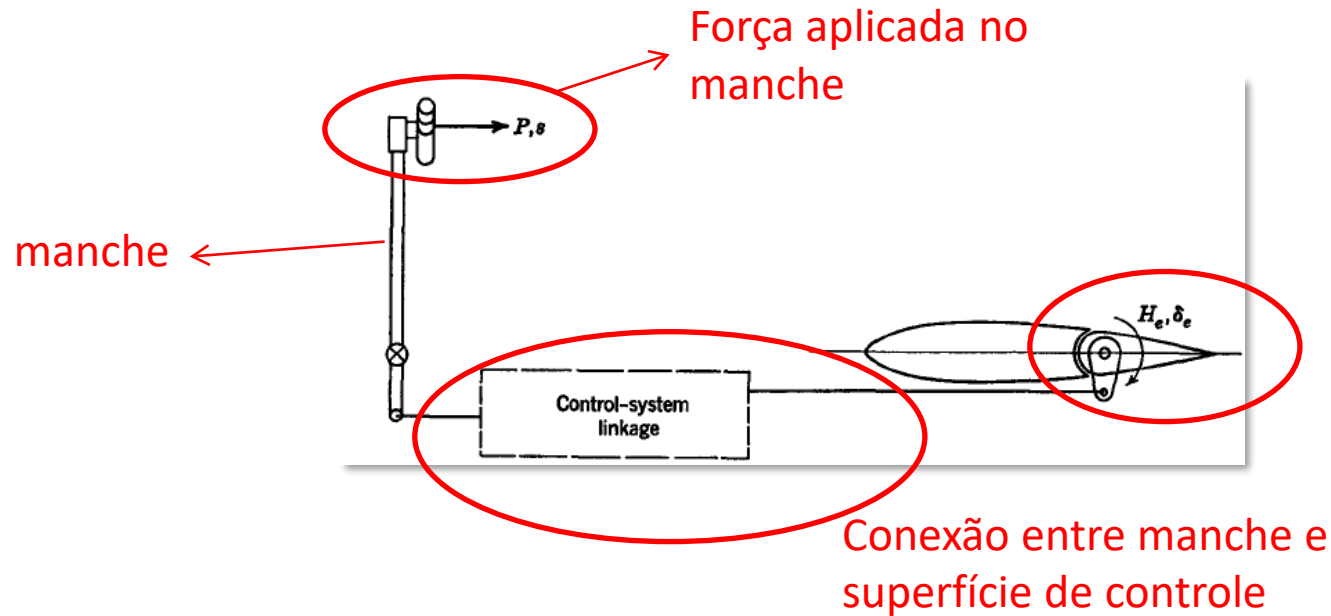 Força aplicada no
manche
P,s
manche
H_e, δ_e
Control-system
linkage
Conexão entre manche e
superfície de controle